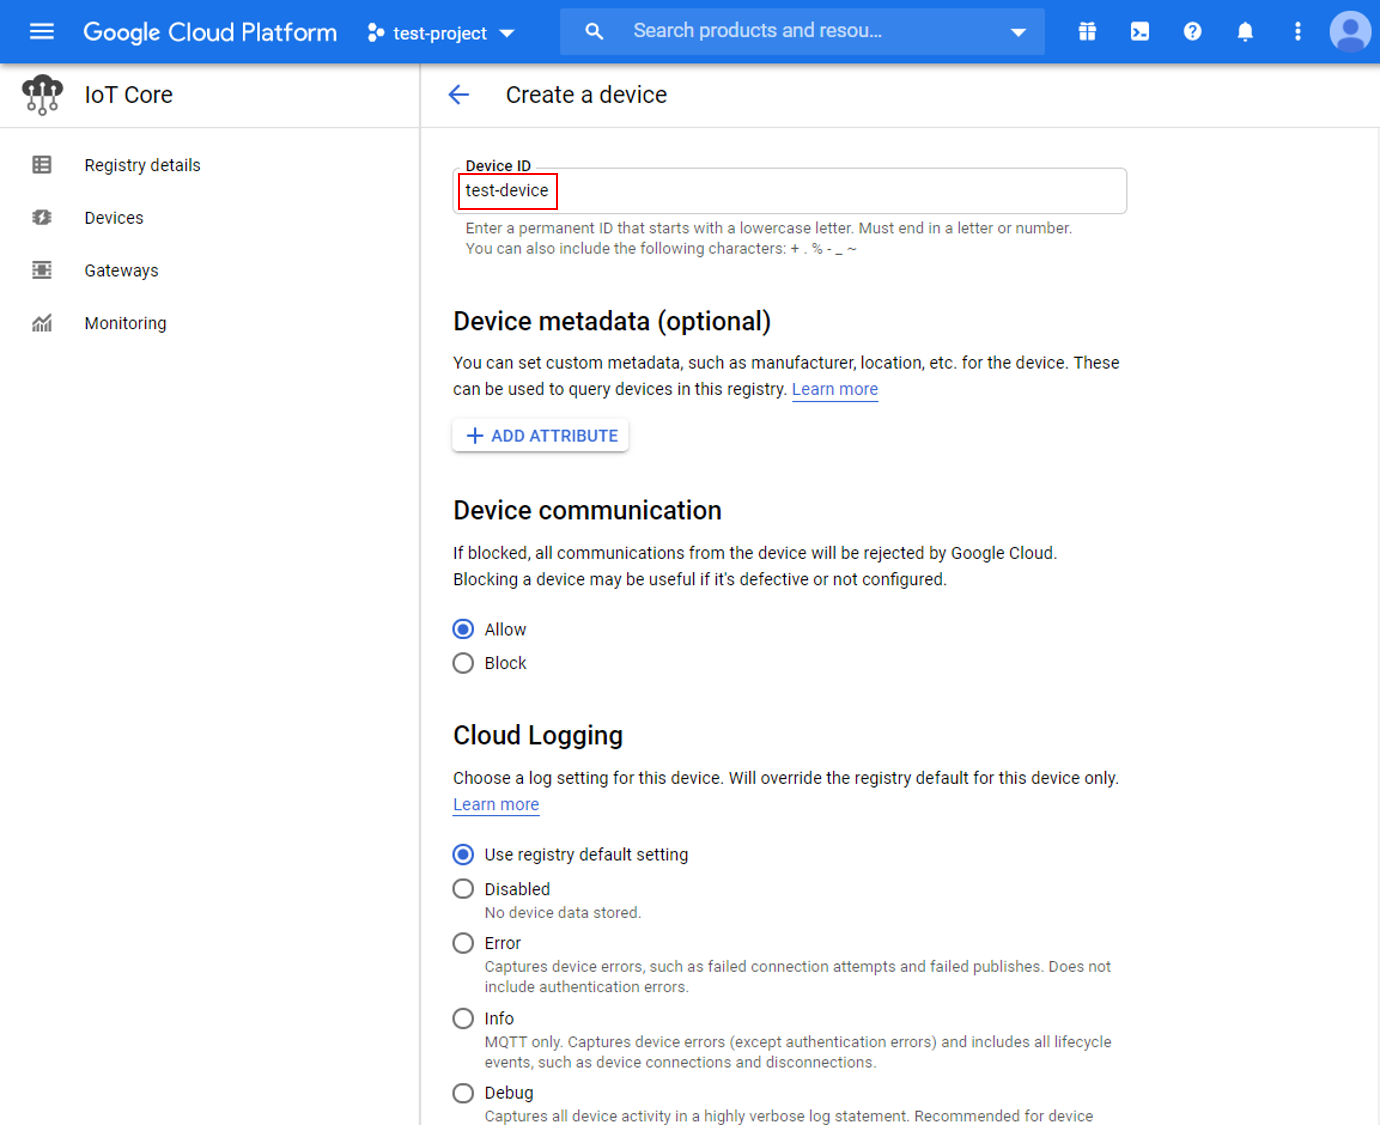 Google Cloud Platform
test-project
Search products and resou...
IoT Core
Create a device
Registry details
Devices
Gateways
Monitoring
Device ID
test-device
Enter a permanent ID that starts with a lowercase letter. Must end in a letter or number.
You can also include the following characters: + . % - _ ~
Device metadata (optional)
You can set custom metadata, such as manufacturer, location, etc. for the device. These
can be used to query devices in this registry. Learn more
+ ADD ATTRIBUTE
Device communication
If blocked, all communications from the device will be rejected by Google Cloud.
Blocking a device may be useful if it's defective or not configured.
Allow
Block
Cloud Logging
Choose a log setting for this device. Will override the registry default for this device only.
Learn more
Use registry default setting
Disabled
No device data stored.
Error
Captures device errors, such as failed connection attempts and failed publishes. Does not
include authentication errors.
Info
MQTT only. Captures device errors (except authentication errors) and includes all lifecycle
events, such as device connections and disconnections.
Debug
Captures all device activity in a highly verbose log statement. Recommended for device